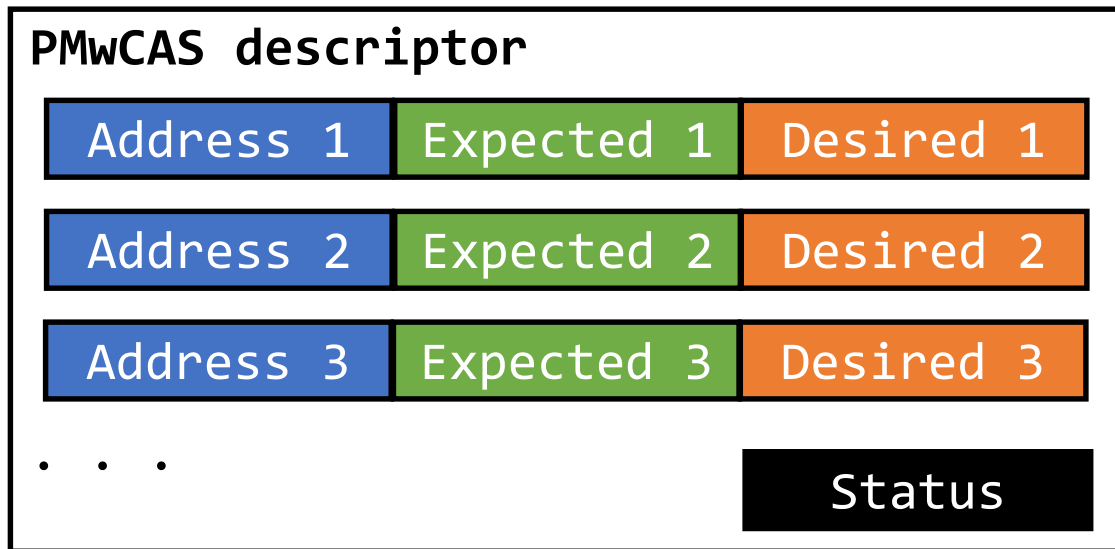 PMwCAS descriptor
Address 1 Expected 1 Desired 1
Address 2 Expected 2 Desired 2
Address 3 Expected 3 Desired 3
. . .
Status